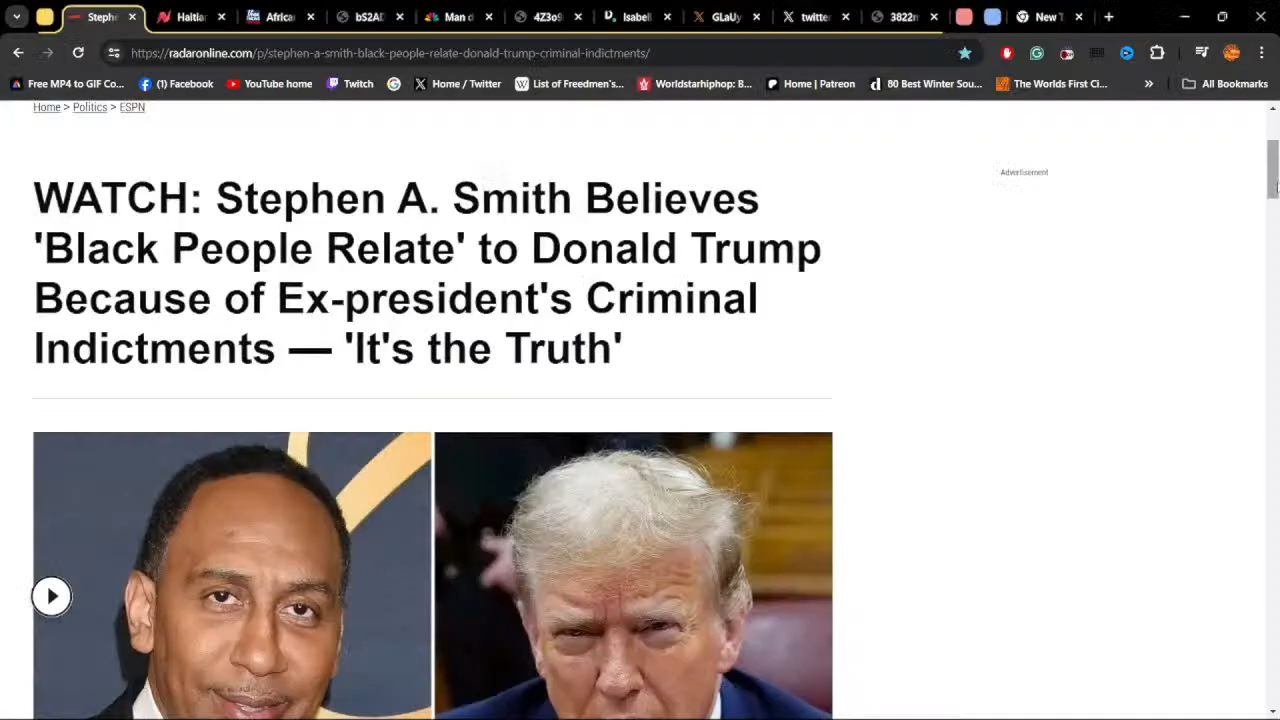 Steph
Haitian
Africa
bS2AD
Man d
4Z3o9
Isabell
GLaUy
twitte
3822m
New T
https://radaronline.com/p/stephen-a-smith-black-people-relate-donald-trump-criminal-indictments/
Free MP4 to GIF Co...
(1) Facebook
YouTube home
Twitch
Home / Twitter
List of Freedmen's...
Worldstarhiphop: B...
Home | Patreon
80 Best Winter Sou...
The Worlds First Cl...
All Bookmarks
Home > Politics > ESPN
Advertisement
WATCH: Stephen A. Smith Believes
'Black People Relate' to Donald Trump
Because of Ex-president's Criminal
Indictments — 'It's the Truth'